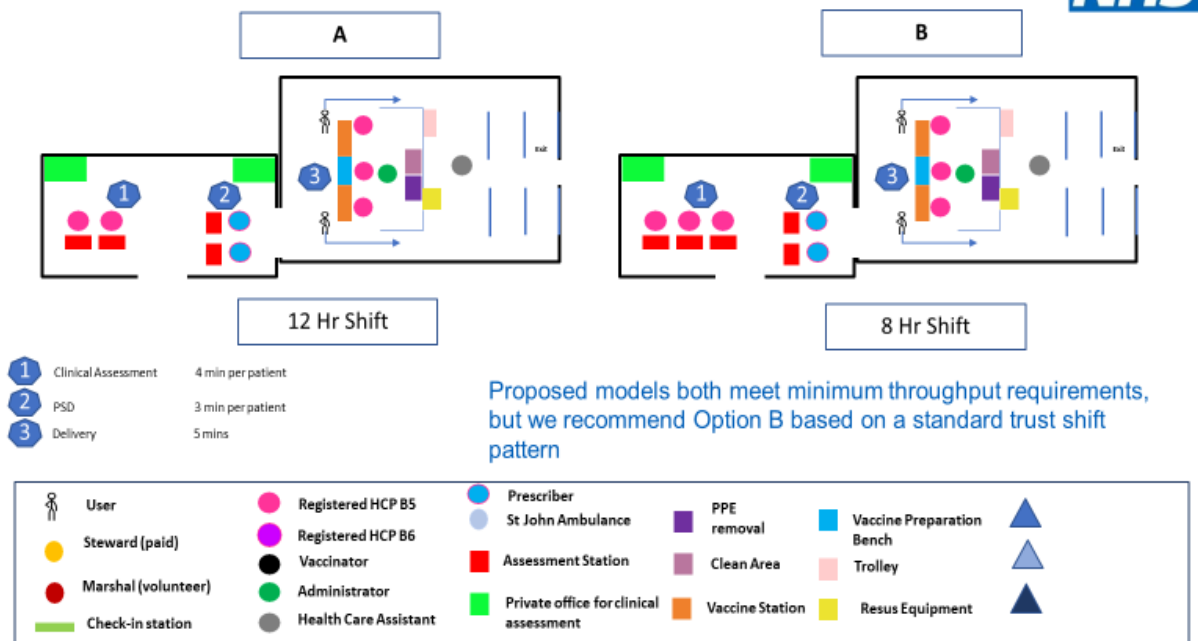 NHS
A
B
1
2
3
Exit
1
2
3
Exit
12 Hr Shift
8 Hr Shift
1 Clinical Assessment 4 min per patient
2 PSD 3 min per patient
3 Delivery 5 mins
Proposed models both meet minimum throughput requirements,
but we recommend Option B based on a standard trust shift
pattern
User
Steward (paid)
Marshal (volunteer)
Check-in station
Registered HCP B5
Registered HCP B6
Vaccinator
Administrator
Health Care Assistant
Prescriber
St John Ambulance
Assessment Station
Private office for clinical
assessment
PPE
removal
Clean Area
Vaccine Station
Vaccine Preparation
Bench
Trolley
Resus Equipment